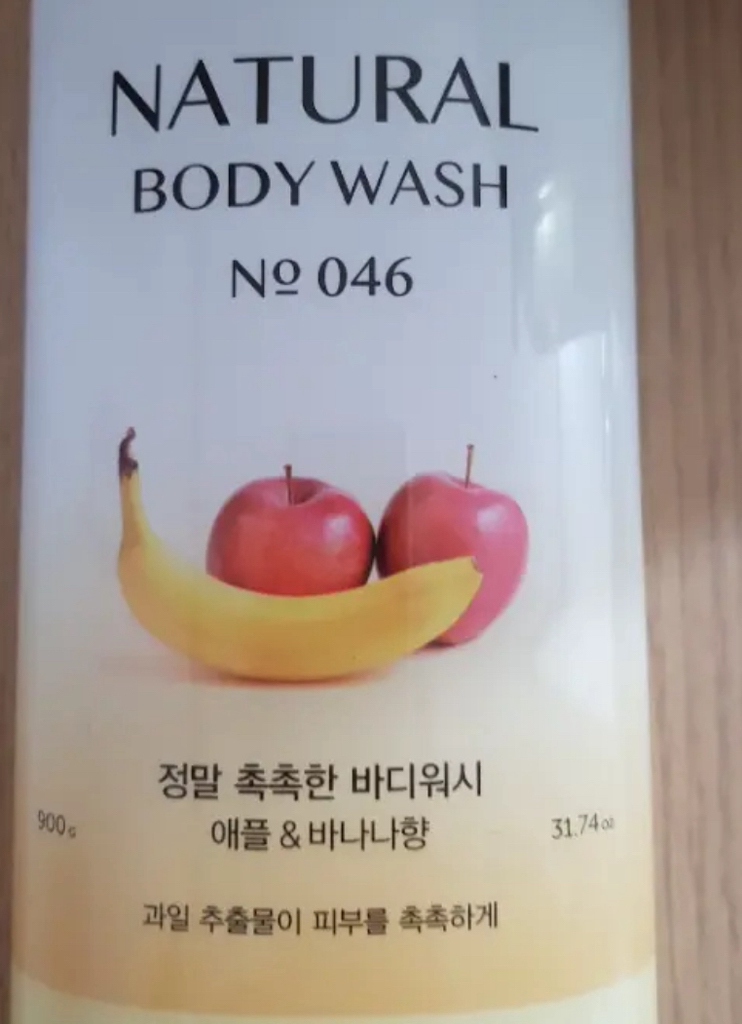 NATURAL
BODY WASH
Nº 046
정말 촉촉한 바디워시
애플 & 바나나향
900g
31.74oz
과일 추출물이 피부를 촉촉하게